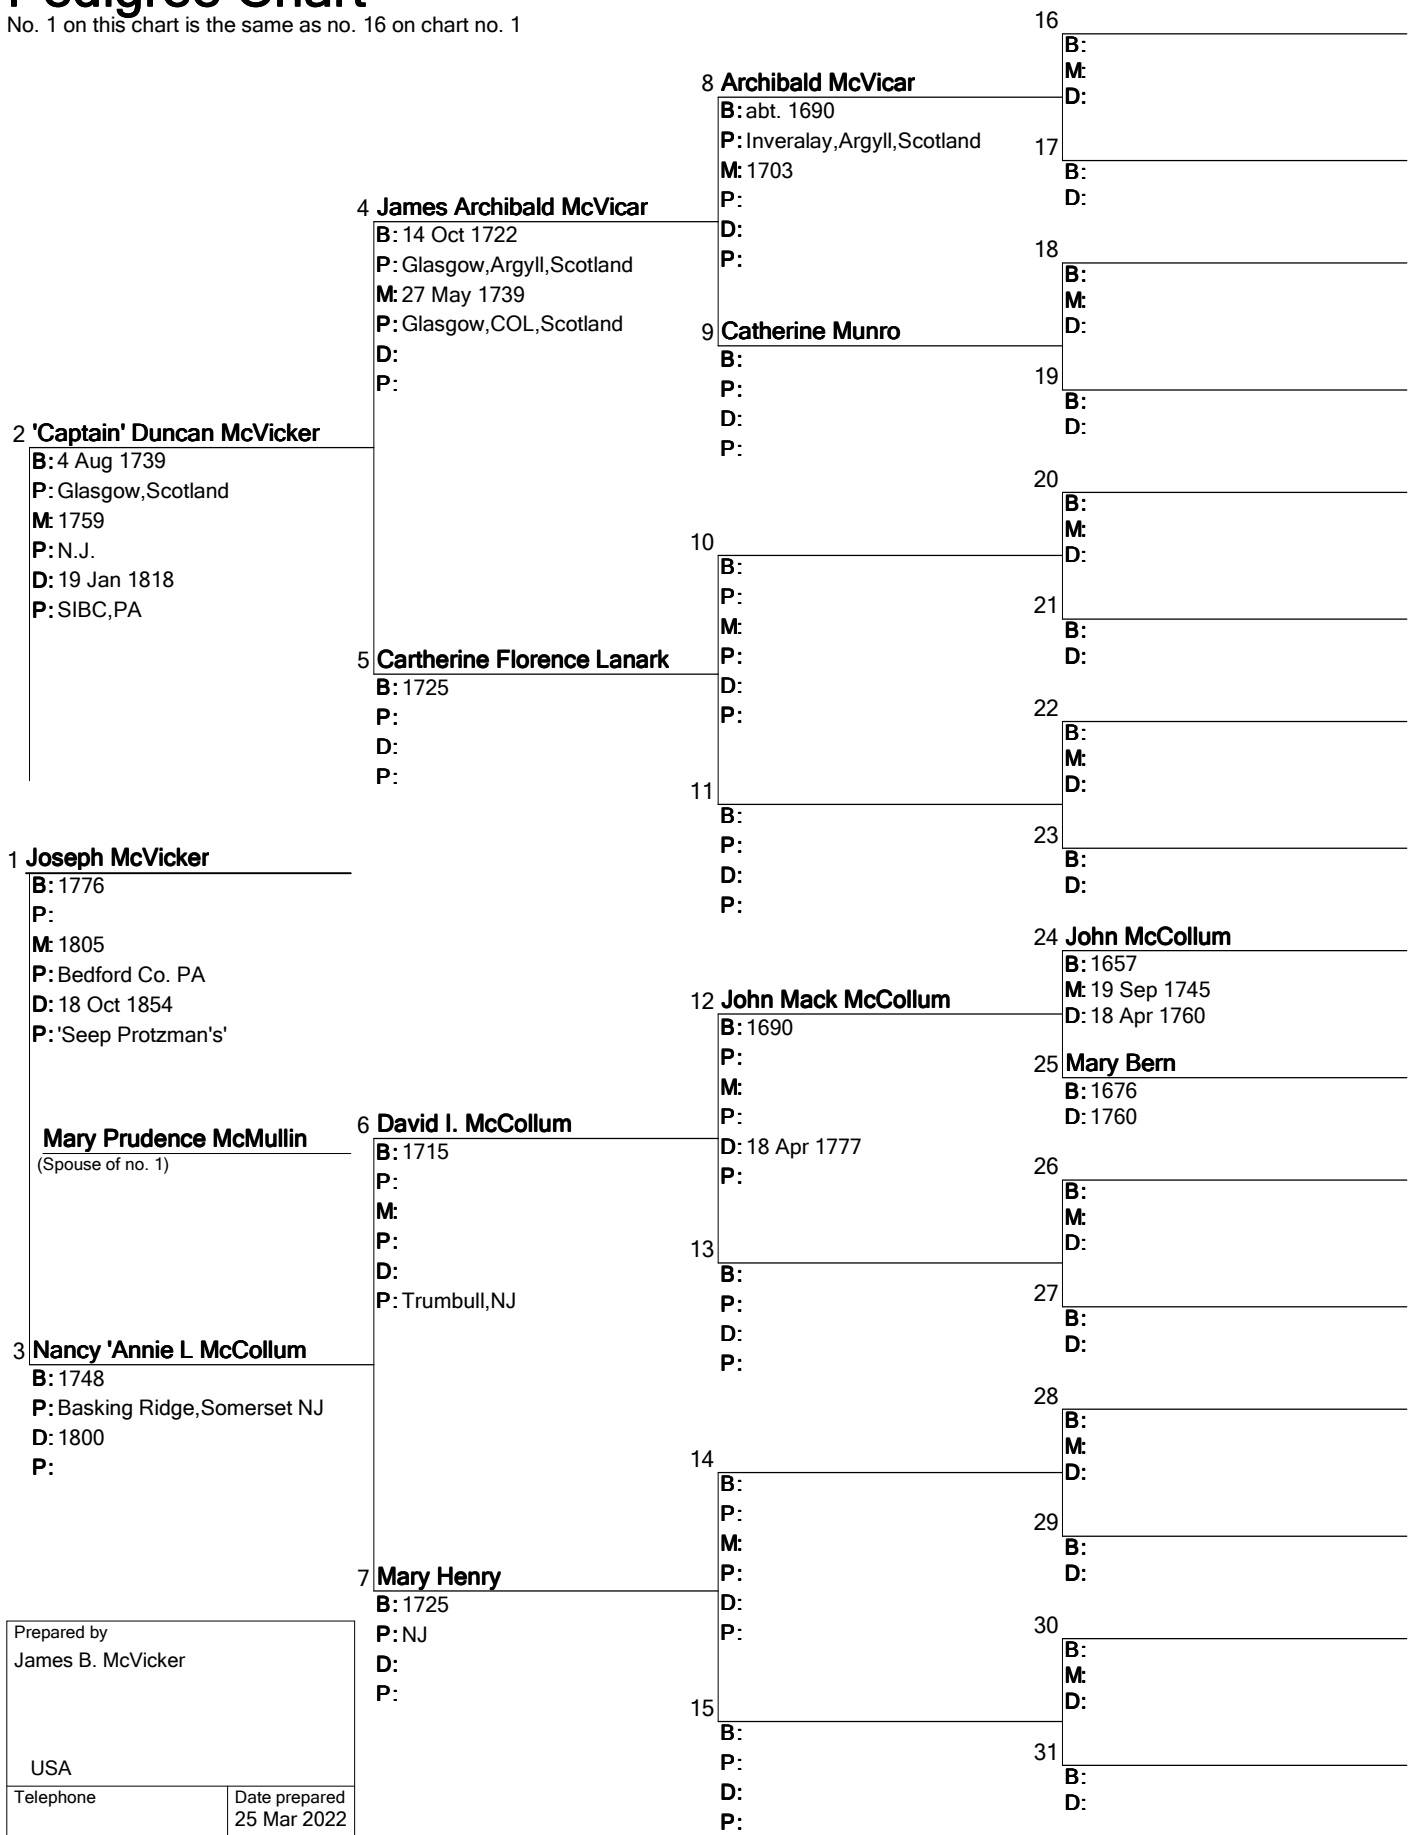 Pedigree Chart
No. 1 on this chart is the same as no. 16 on chart no. 1
2 'Captain' Duncan McVicker
B: 4 Aug 1739
P: Glasgow,Scotland
M: 1759
P: N.J.
D: 19 Jan 1818
P: SIBC,PA
1 Joseph McVicker
B: 1776
P:
M: 1805
P: Bedford Co. PA
D: 18 Oct 1854
P: 'Seep Protzman's'
Mary Prudence McMullin
(Spouse of no. 1)
3 Nancy 'Annie L McCollum
B: 1748
P: Basking Ridge,Somerset NJ
D: 1800
P:
Prepared by
James B. McVicker
USA
Telephone
Date prepared
25 Mar 2022
4 James Archibald McVicar
B: 14 Oct 1722
P: Glasgow,Argyll,Scotland
M: 27 May 1739
P: Glasgow,COL,Scotland
D:
P:
5 Cartherine Florence Lanark
B: 1725
P:
D:
P:
6 David I. McCollum
B: 1715
P:
M:
P:
D:
P: Trumbull,NJ
7 Mary Henry
B: 1725
P: NJ
D:
P:
8 Archibald McVicar
B: abt. 1690
P: Inveralay,Argyll,Scotland
M: 1703
P:
D:
P:
9 Catherine Munro
B:
P:
D:
P:
10
B:
P:
M:
P:
D:
P:
11
B:
P:
D:
P:
12 John Mack McCollum
B: 1690
P:
M:
P:
D: 18 Apr 1777
P:
13
B:
P:
D:
P:
14
B:
P:
M:
P:
D:
P:
15
B:
P:
D:
P:
16
B:
M:
D:
17
B:
D:
18
B:
M:
D:
19
B:
D:
20
B:
M:
D:
21
B:
D:
22
B:
M:
D:
23
B:
D:
24 John McCollum
B: 1657
M: 19 Sep 1745
D: 18 Apr 1760
25 Mary Bern
B: 1676
D: 1760
26
B:
M:
D:
27
B:
D:
28
B:
M:
D:
29
B:
D:
30
B:
M:
D:
31
B:
D: